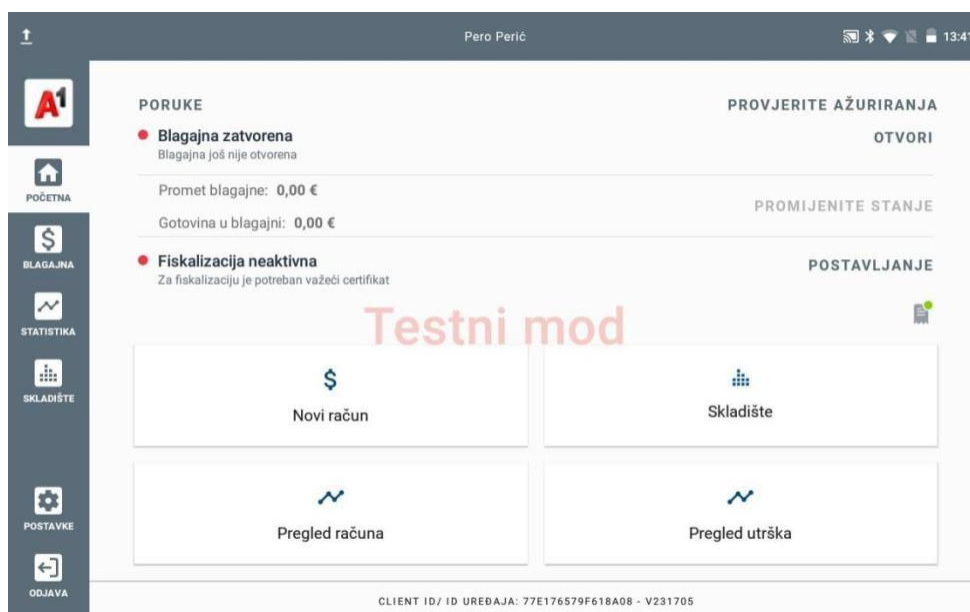 Pero Perić
13:41
A1
PORUKE
PROVJERITE AŽURIRANJA
Blagajna zatvorena
OTVORI
Blagajna još nije otvorena
Promet blagajne: 0,00 €
PROMIJENITE STANJE
Gotovina u blagajni: 0,00 €
Fiskalizacija neaktivna
POSTAVLJANJE
Za fiskalizaciju je potreban važeći certifikat
Testni mod
POČETNA
BLAGAJNA
STATISTIKA
SKLADIŠTE
POSTAVKE
ODJAVA
Novi račun
Skladište
Pregled računa
Pregled utrška
CLIENT ID/ ID UREĐAJA: 77E176579F618A08 - V231705